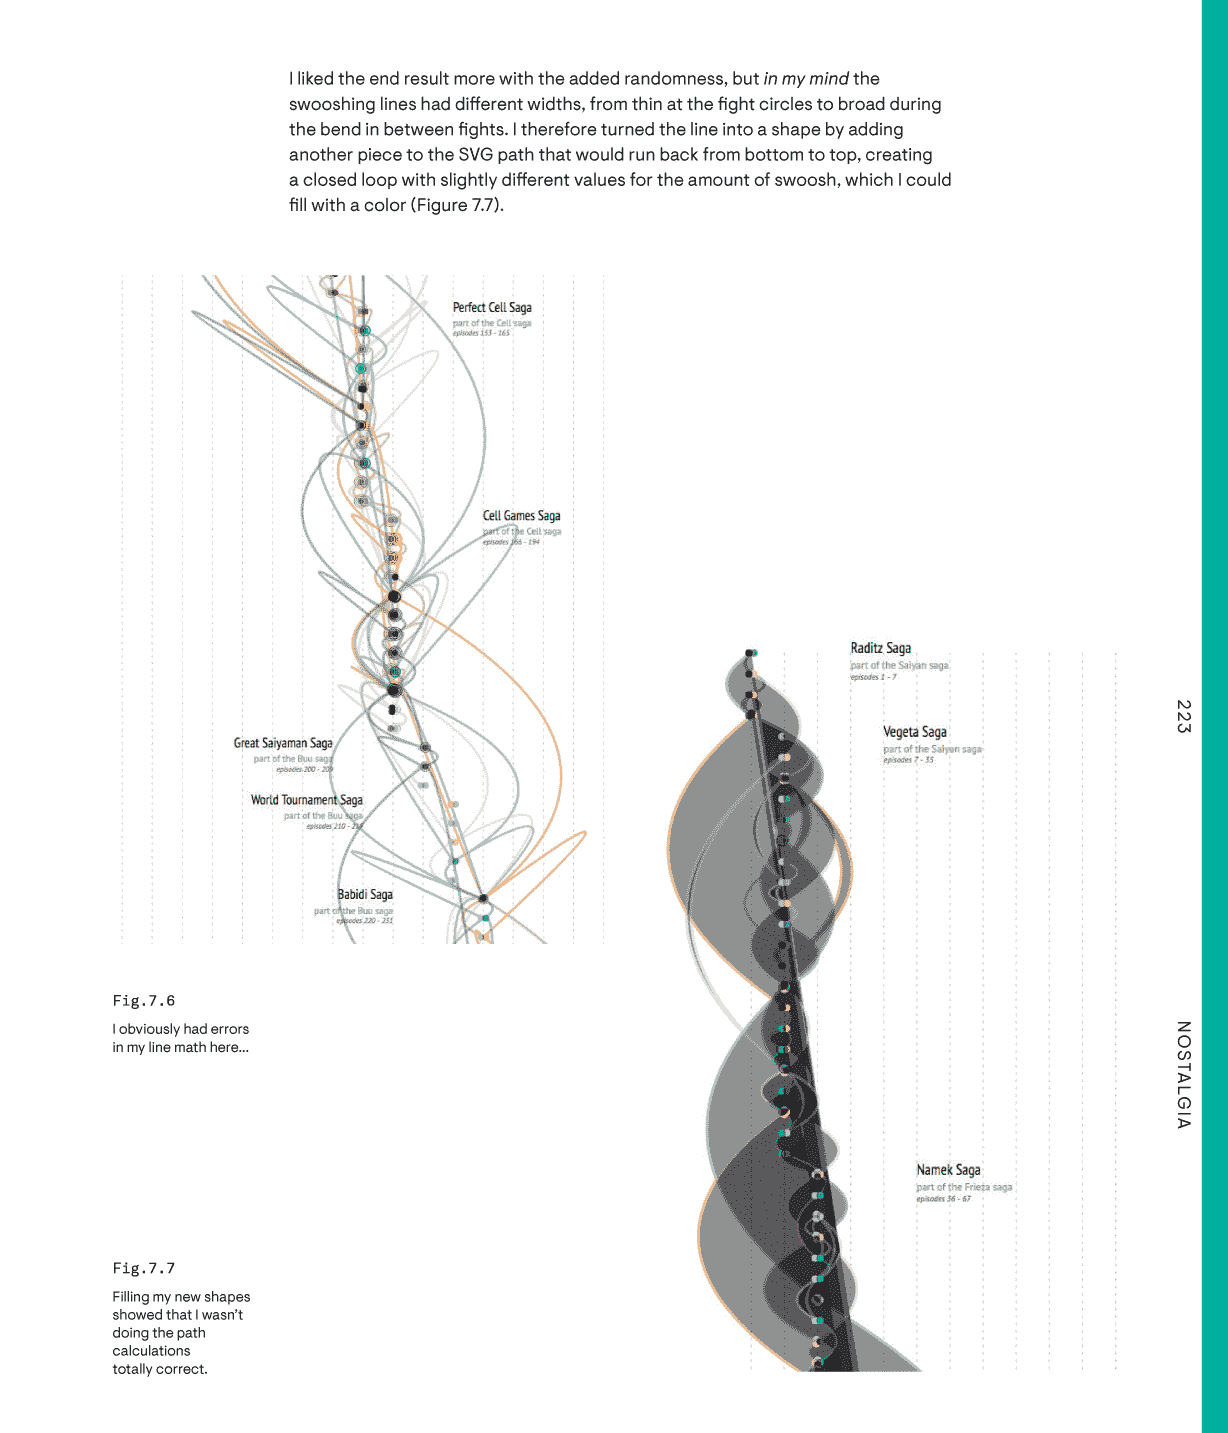 I liked the end result more with the added randomness, but in my mind the
swooshing lines had different widths, from thin at the fight circles to broad during
the bend in between fights. I therefore turned the line into a shape by adding
another piece to the SVG path that would run back from bottom to top, creating
a closed loop with slightly different values for the amount of swoosh, which I could
fill with a color (Figure 7.7).
Perfect Cell Saga
part of the Cell saga
episodes 153 - 165
Cell Games Saga
part of the Cell saga
episodes 166 - 194
Great Saiyaman Saga
part of the Buu saga
episodes 200 - 209
World Tournament Saga
part of the Buu saga
episodes 210 -
Babidi Saga
part of the Buu saga
episodes 220 - 231
Fig.7.6
I obviously had errors
in my line math here...
Raditz Saga
part of the Saiyan saga
episodes 1 - 7
Vegeta Saga
part of the Saiyan saga
episodes 7 - 35
Namek Saga
part of the Frieza saga
episodes 36 - 67
Fig.7.7
Filling my new shapes
showed that I wasn't
doing the path
calculations
totally correct.
223
NOSTALGIA